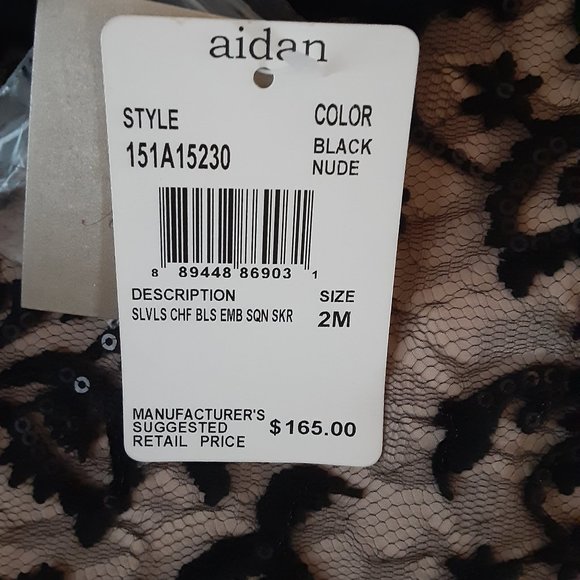 aidan
STYLE COLOR
151A15230 BLACK
NUDE
8 89448 86903 1
DESCRIPTION SIZE
SLVLS CHF BLS EMB SQN SKR 2M
MANUFACTURER'S
SUGGESTED
RETAIL PRICE $165.00